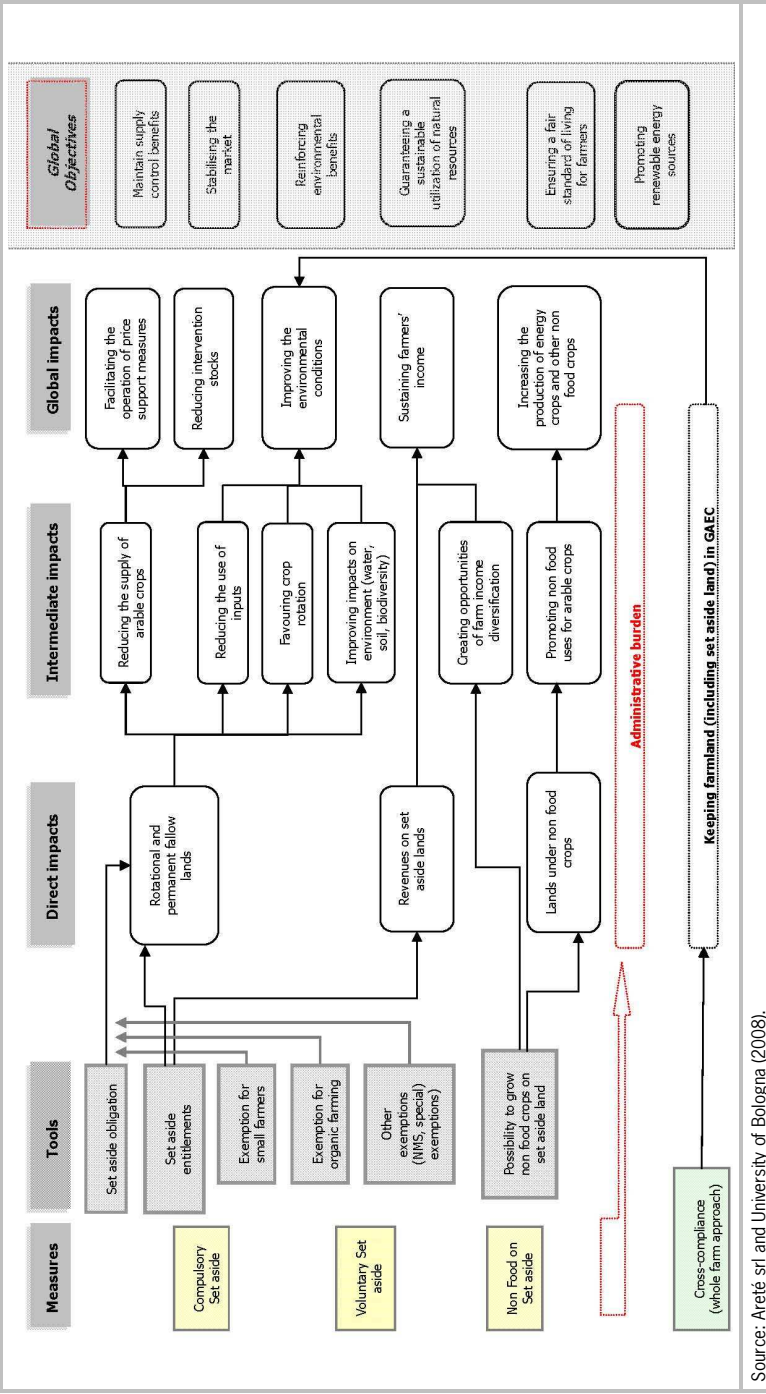 Measures
Tools
Direct impacts
Intermediate impacts
Global impacts
Global
Objectives
Compulsory
Set aside
Voluntary Set
aside
Non Food on
Set aside
Cross-compliance
(whole farm approach)
Set aside obligation
Set aside
entitlements
Exemption for
small farmers
Exemption for
organic farming
Other
exemptions
(NMS, special)
exemptions)
Possibility to grow
non food crops on
set aside land
Rotational and
permanent fallow
lands
Revenues on set
aside lands
Lands under non food
crops
Reducing the supply of
arable crops
Reducing the use of
inputs
Favouring crop
rotation
Improving impacts on
environment (water,
soil, biodiversity)
Creating opportunities
of farm income
diversification
Promoting non food
uses for arable crops
Facilitating the
operation of price
support measures
Reducing intervention
stocks
Improving the
environmental
conditions
Sustaining farmers'
income
Increasing the
production of energy
crops and other non
food crops
Maintain supply
control benefits
Stabilising the
market
Reinforcing
environmental
benefits
Guaranteeing a
sustainable
utilization of natural
resources
Ensuring a fair
standard of living
for farmers
Promoting
renewable energy
sources
Administrative burden
Keeping farmland (including set aside land) in GAEC
Source: Areté srl and University of Bologna (2008).